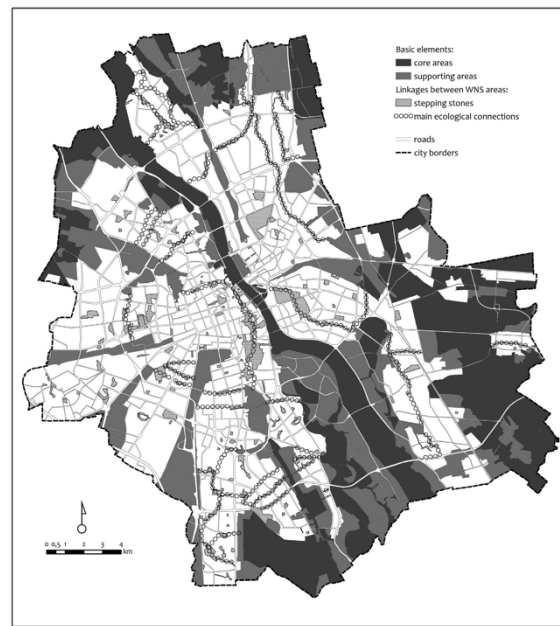 Basic elements:
core areas
supporting areas
Linkages between WNS areas:
stepping stones
main ecological connections
roads
city borders
0 0,5 1 2 3 4
km